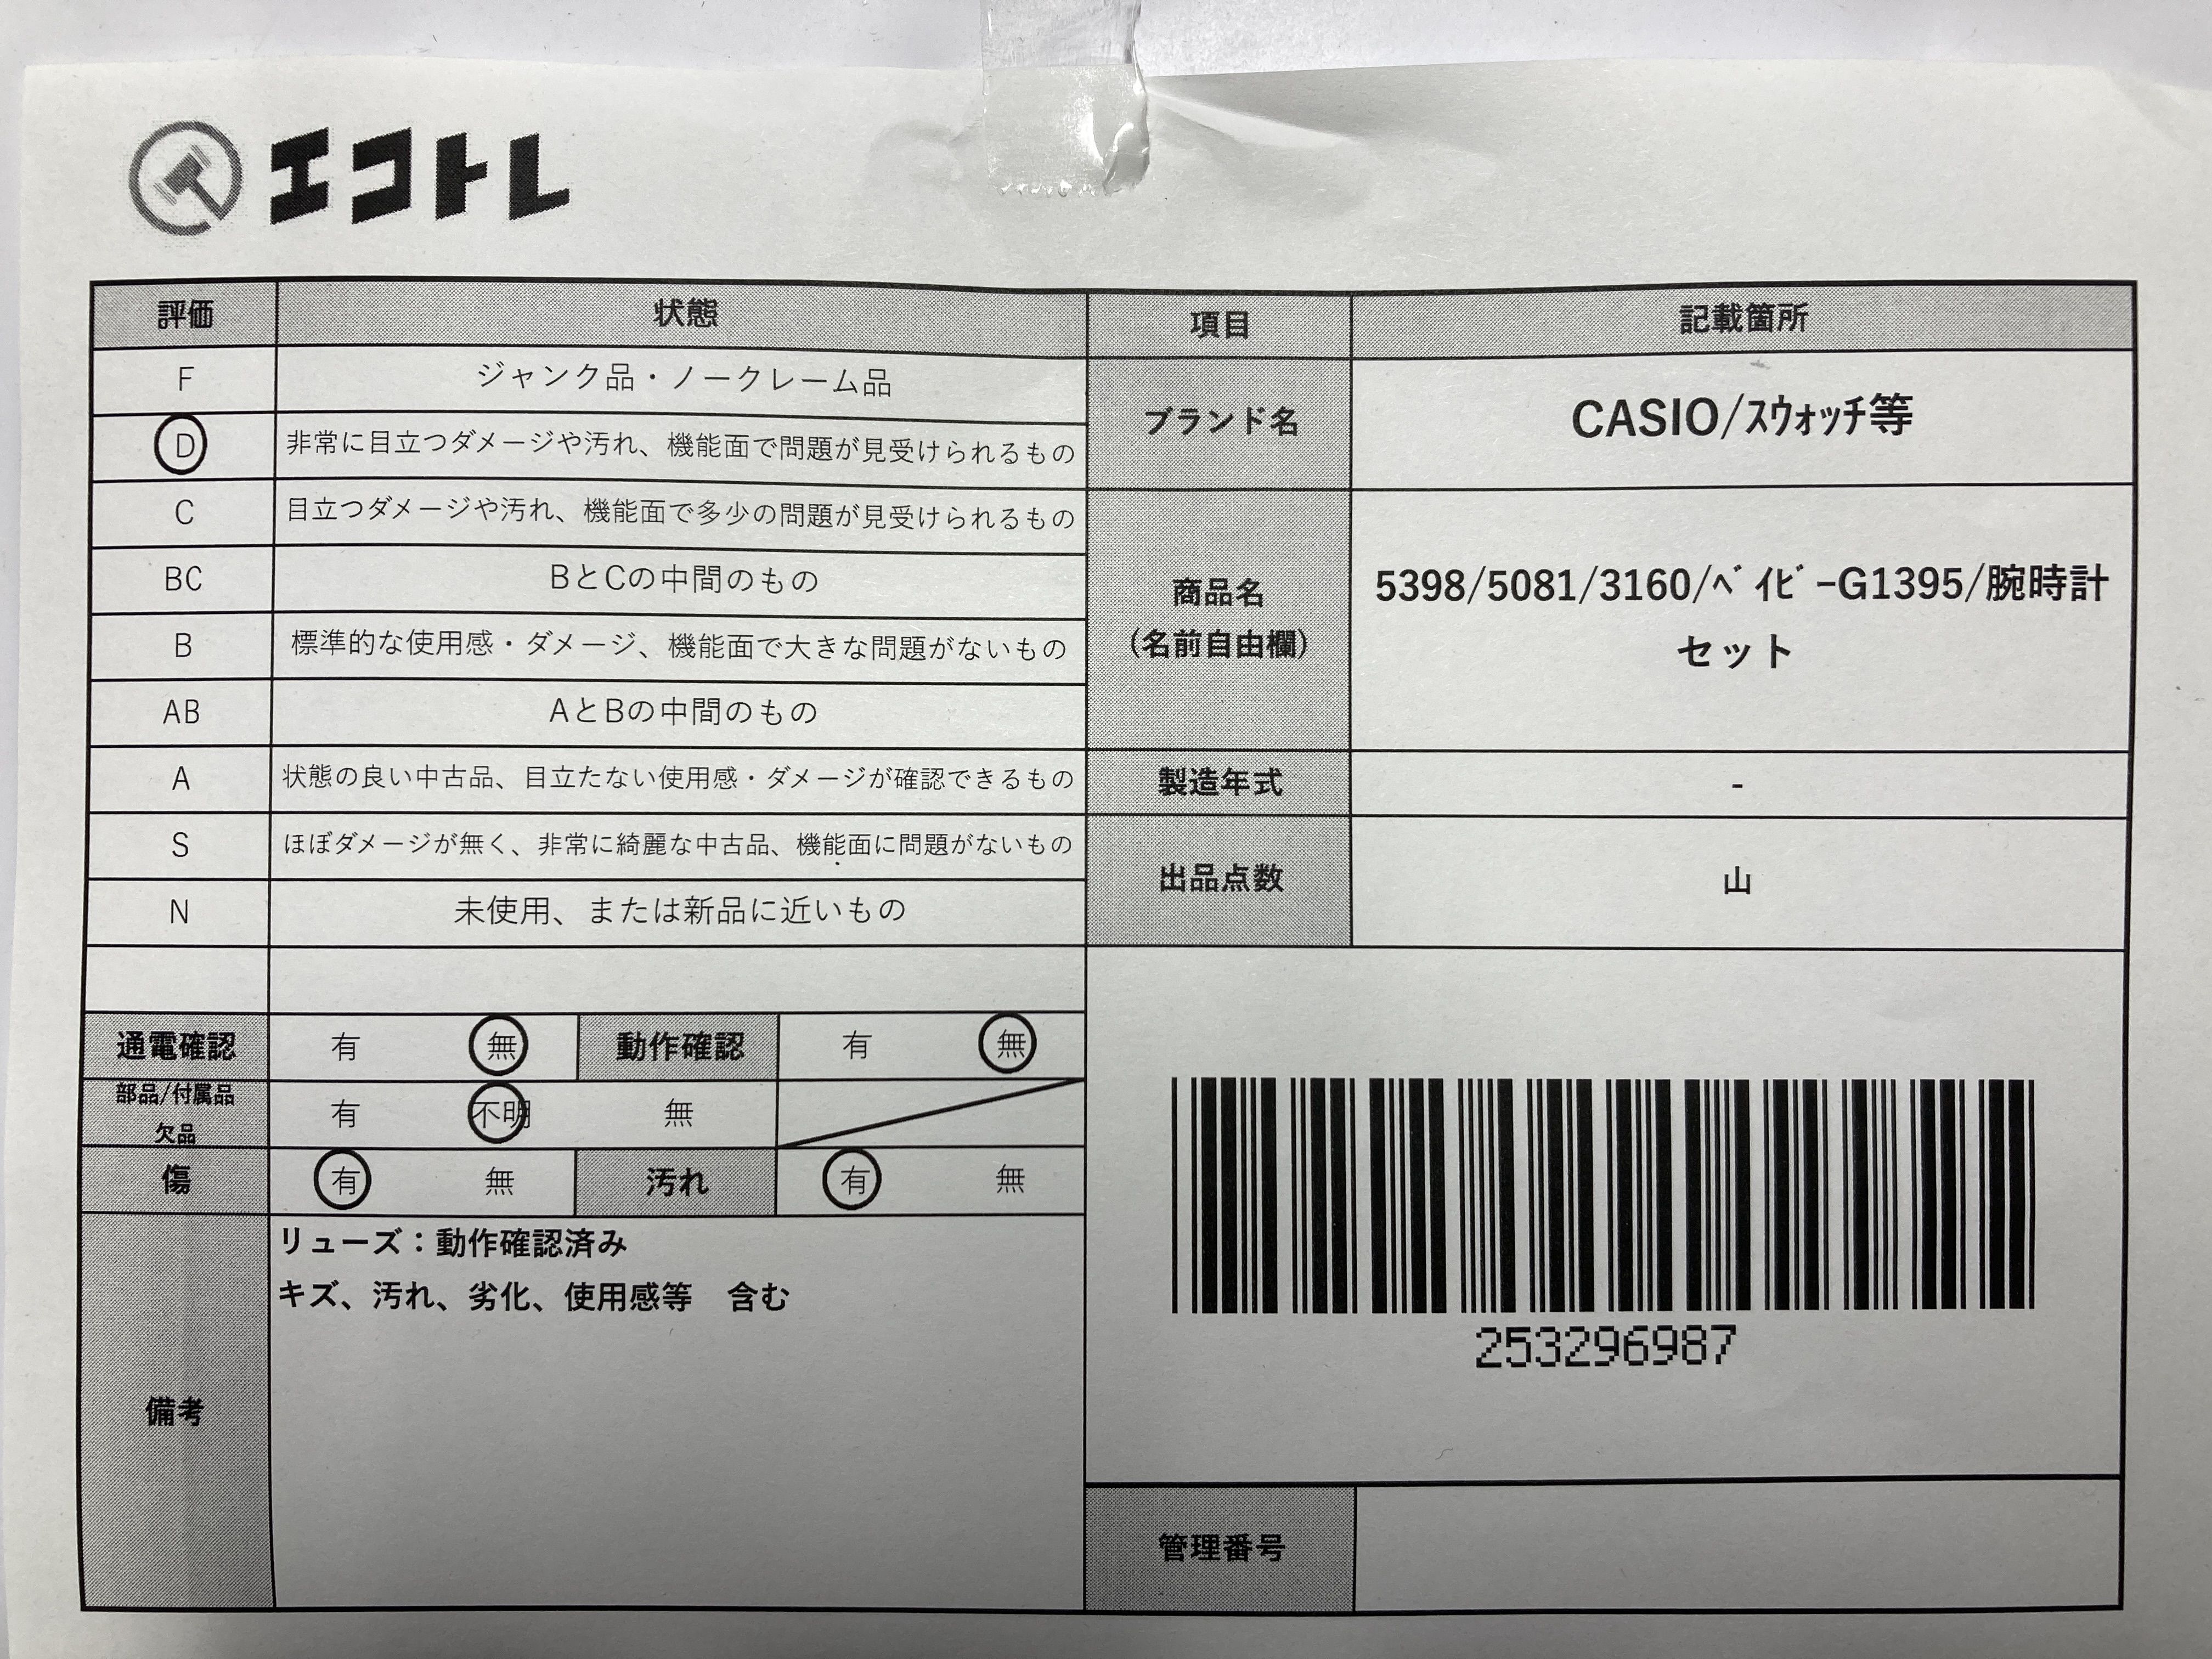 エコトレ
評価 状態 項目 記載箇所
F ジャンク品・ノークレーム品
D 非常に目立つダメージや汚れ、機能面で問題が見受けられるもの
C 目立つダメージや汚れ、機能面で多少の問題が見受けられるもの
BC BとCの中間のもの
B 標準的な使用感・ダメージ、機能面で大きな問題がないもの
AB AとBの中間のもの
A 状態の良い中古品、目立たない使用感・ダメージが確認できるもの
S ほぼダメージが無く、非常に綺麗な中古品、機能面に問題がないもの
N 未使用、または新品に近いもの
ブランド名 CASIO/ｽｳｫｯﾁ等
商品名
(名前自由欄)
5398/5081/3160/ﾍﾞｲﾋﾞｰG1395/腕時計
セット
製造年式 -
出品点数 山
通電確認 有 無 動作確認 有 無
部品/付属品
欠品
有 不明 無
傷 有 無 汚れ 有 無
備考
リューズ：動作確認済み
キズ、汚れ、劣化、使用感等　含む
253296987
管理番号